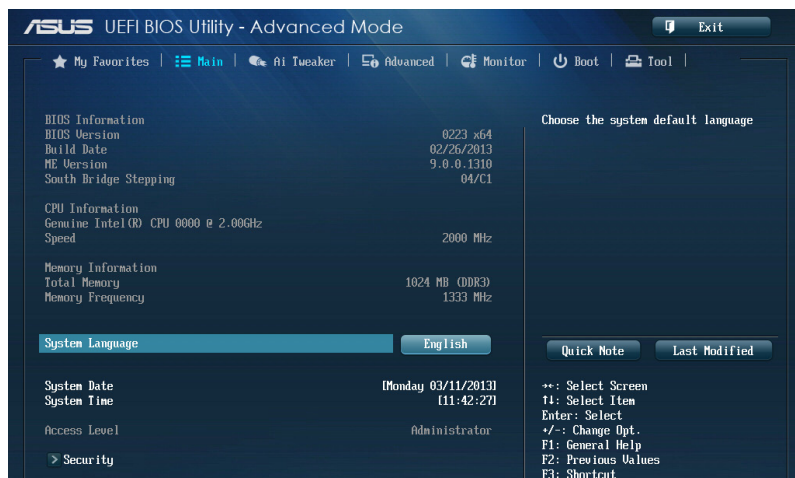 ASUS UEFI BIOS Utility - Advanced Mode
Exit
My Favorites | Main | Ai Tweaker | Advanced | Monitor | Boot | Tool |
BIOS Information
BIOS Version 0223 x64
Build Date 02/26/2013
ME Version 9.0.0.1310
South Bridge Stepping 04/C1
CPU Information
Genuine Intel(R) CPU 0000 @ 2.00GHz
Speed 2000 MHz
Memory Information
Total Memory 1024 MB (DDR3)
Memory Frequency 1333 MHz
System Language English
System Date [Monday 03/11/2013]
System Time [11:42:27]
Access Level Administrator
> Security
Choose the system default language
Quick Note Last Modified
→←: Select Screen
↑↓: Select Item
Enter: Select
+/-: Change Opt.
F1: General Help
F2: Previous Values
F3: Shortcut